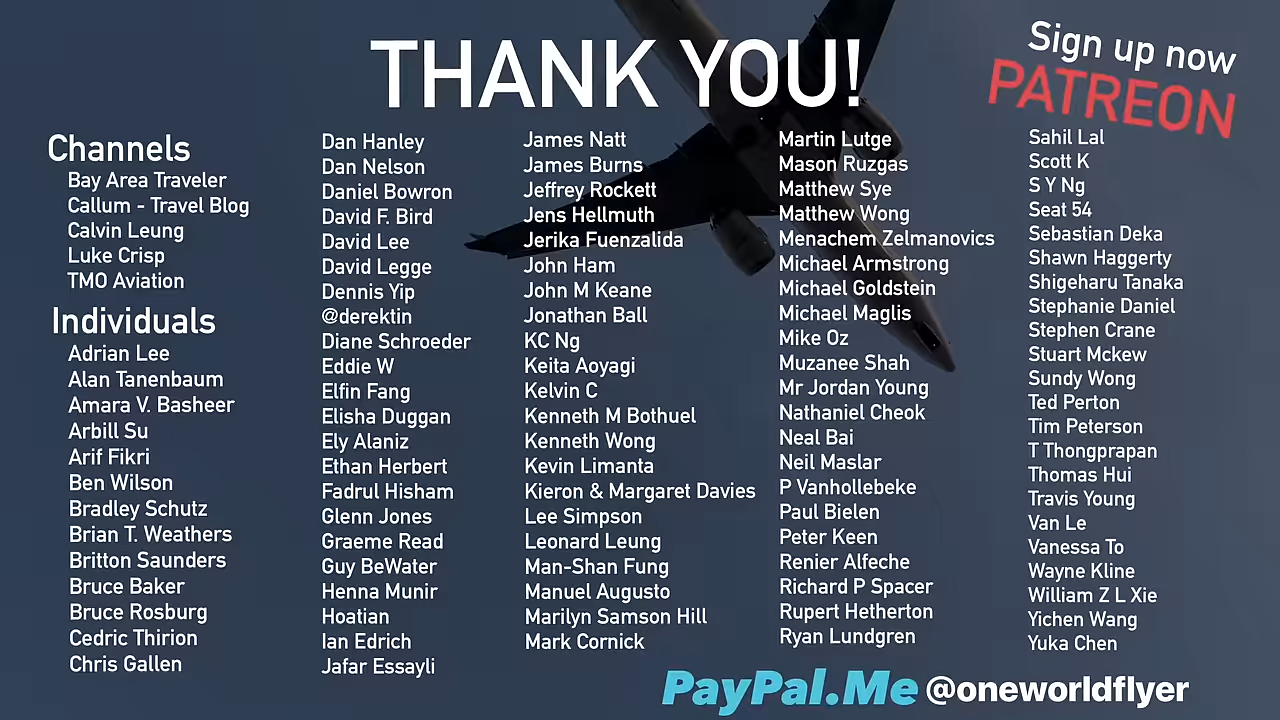 THANK YOU!
Sign up now
PATREON
Channels
Bay Area Traveler
Callum - Travel Blog
Calvin Leung
Luke Crisp
TMO Aviation
Individuals
Adrian Lee
Alan Tanenbaum
Amara V. Basheer
Arbill Su
Arif Fikri
Ben Wilson
Bradley Schutz
Brian T. Weathers
Britton Saunders
Bruce Baker
Bruce Rosburg
Cedric Thirion
Chris Gallen
Dan Hanley
Dan Nelson
Daniel Bowron
David F. Bird
David Lee
David Legge
Dennis Yip
@derektin
Diane Schroeder
Eddie W
Elfin Fang
Elisha Duggan
Ely Alaniz
Ethan Herbert
Fadrul Hisham
Glenn Jones
Graeme Read
Guy BeWater
Henna Munir
Hoatian
Ian Edrich
Jafar Essayli
James Natt
James Burns
Jeffrey Rockett
Jens Hellmuth
Jerika Fuenzalida
John Ham
John M Keane
Jonathan Ball
KC Ng
Keita Aoyagi
Kelvin C
Kenneth M Bothuel
Kenneth Wong
Kevin Limanta
Kieron & Margaret Davies
Lee Simpson
Leonard Leung
Man-Shan Fung
Manuel Augusto
Marilyn Samson Hill
Mark Cornick
Martin Lutge
Mason Ruzgas
Matthew Sye
Matthew Wong
Menachem Zelmanovics
Michael Armstrong
Michael Goldstein
Michael Maglis
Mike Oz
Muzanee Shah
Mr Jordan Young
Nathaniel Cheok
Neal Bai
Neil Maslar
P Vanhollebeke
Paul Bielen
Peter Keen
Renier Alfeche
Richard P Spacer
Rupert Hetherton
Ryan Lundgren
Sahil Lal
Scott K
S Y Ng
Seat 54
Sebastian Deka
Shawn Haggerty
Shigeharu Tanaka
Stephanie Daniel
Stephen Crane
Stuart Mckew
Sundy Wong
Ted Perton
Tim Peterson
T Thongprapan
Thomas Hui
Travis Young
Van Le
Vanessa To
Wayne Kline
William Z L Xie
Yichen Wang
Yuka Chen
PayPal.Me @oneworldflyer